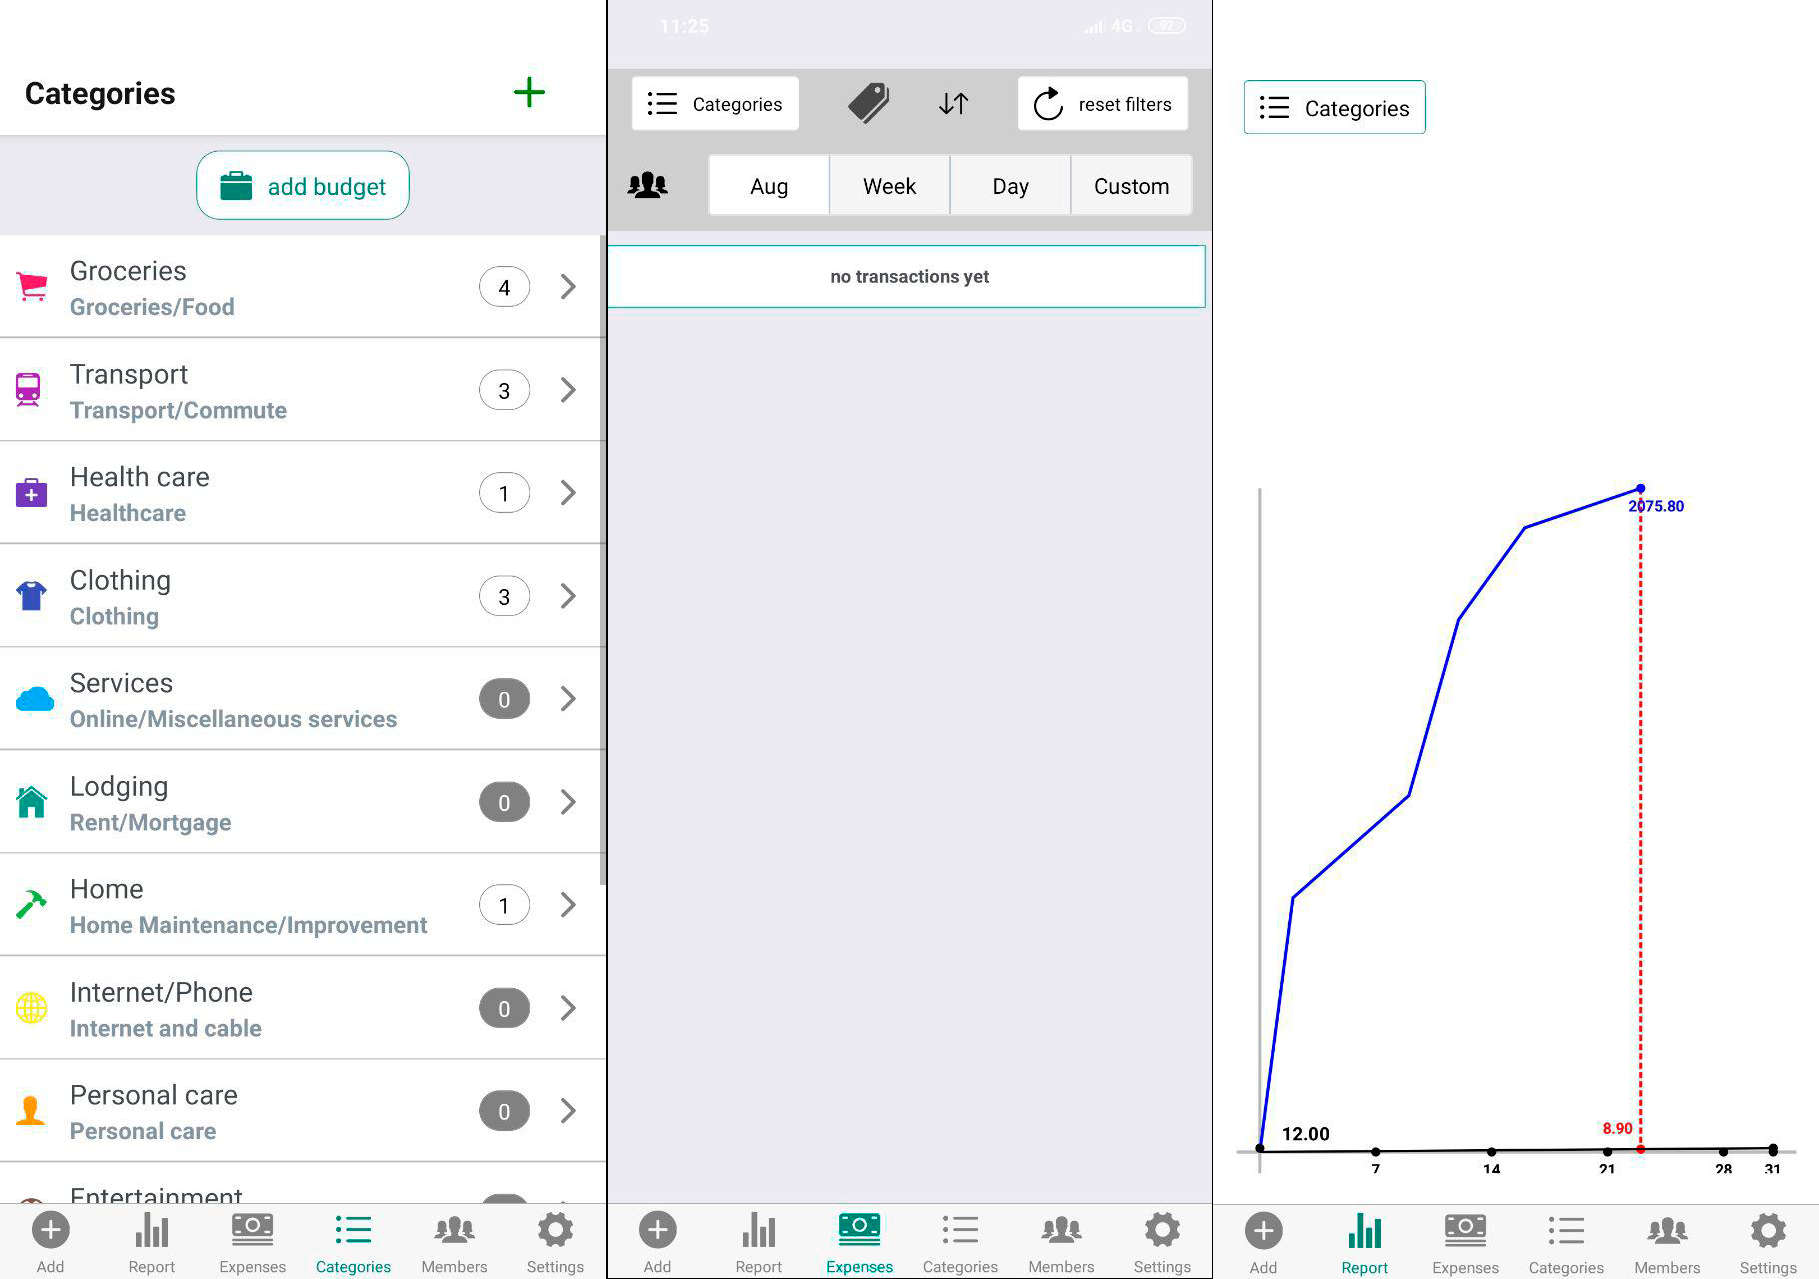 Categories
add budget
Groceries
Groceries/Food
4
Transport
Transport/Commute
3
Health care
Healthcare
1
Clothing
Clothing
3
Services
Online/Miscellaneous services
0
Lodging
Rent/Mortgage
0
Home
Home Maintenance/Improvement
1
Internet/Phone
Internet and cable
0
Personal care
Personal care
0
Entertainment
Add Report Expenses Categories Members Settings
11:25 4G 92
Categories reset filters
Aug Week Day Custom
no transactions yet
Add Report Expenses Categories Members Settings
Categories
2075.80
8.90
12.00
7 14 21 28 31
Add Report Expenses Categories Members Settings